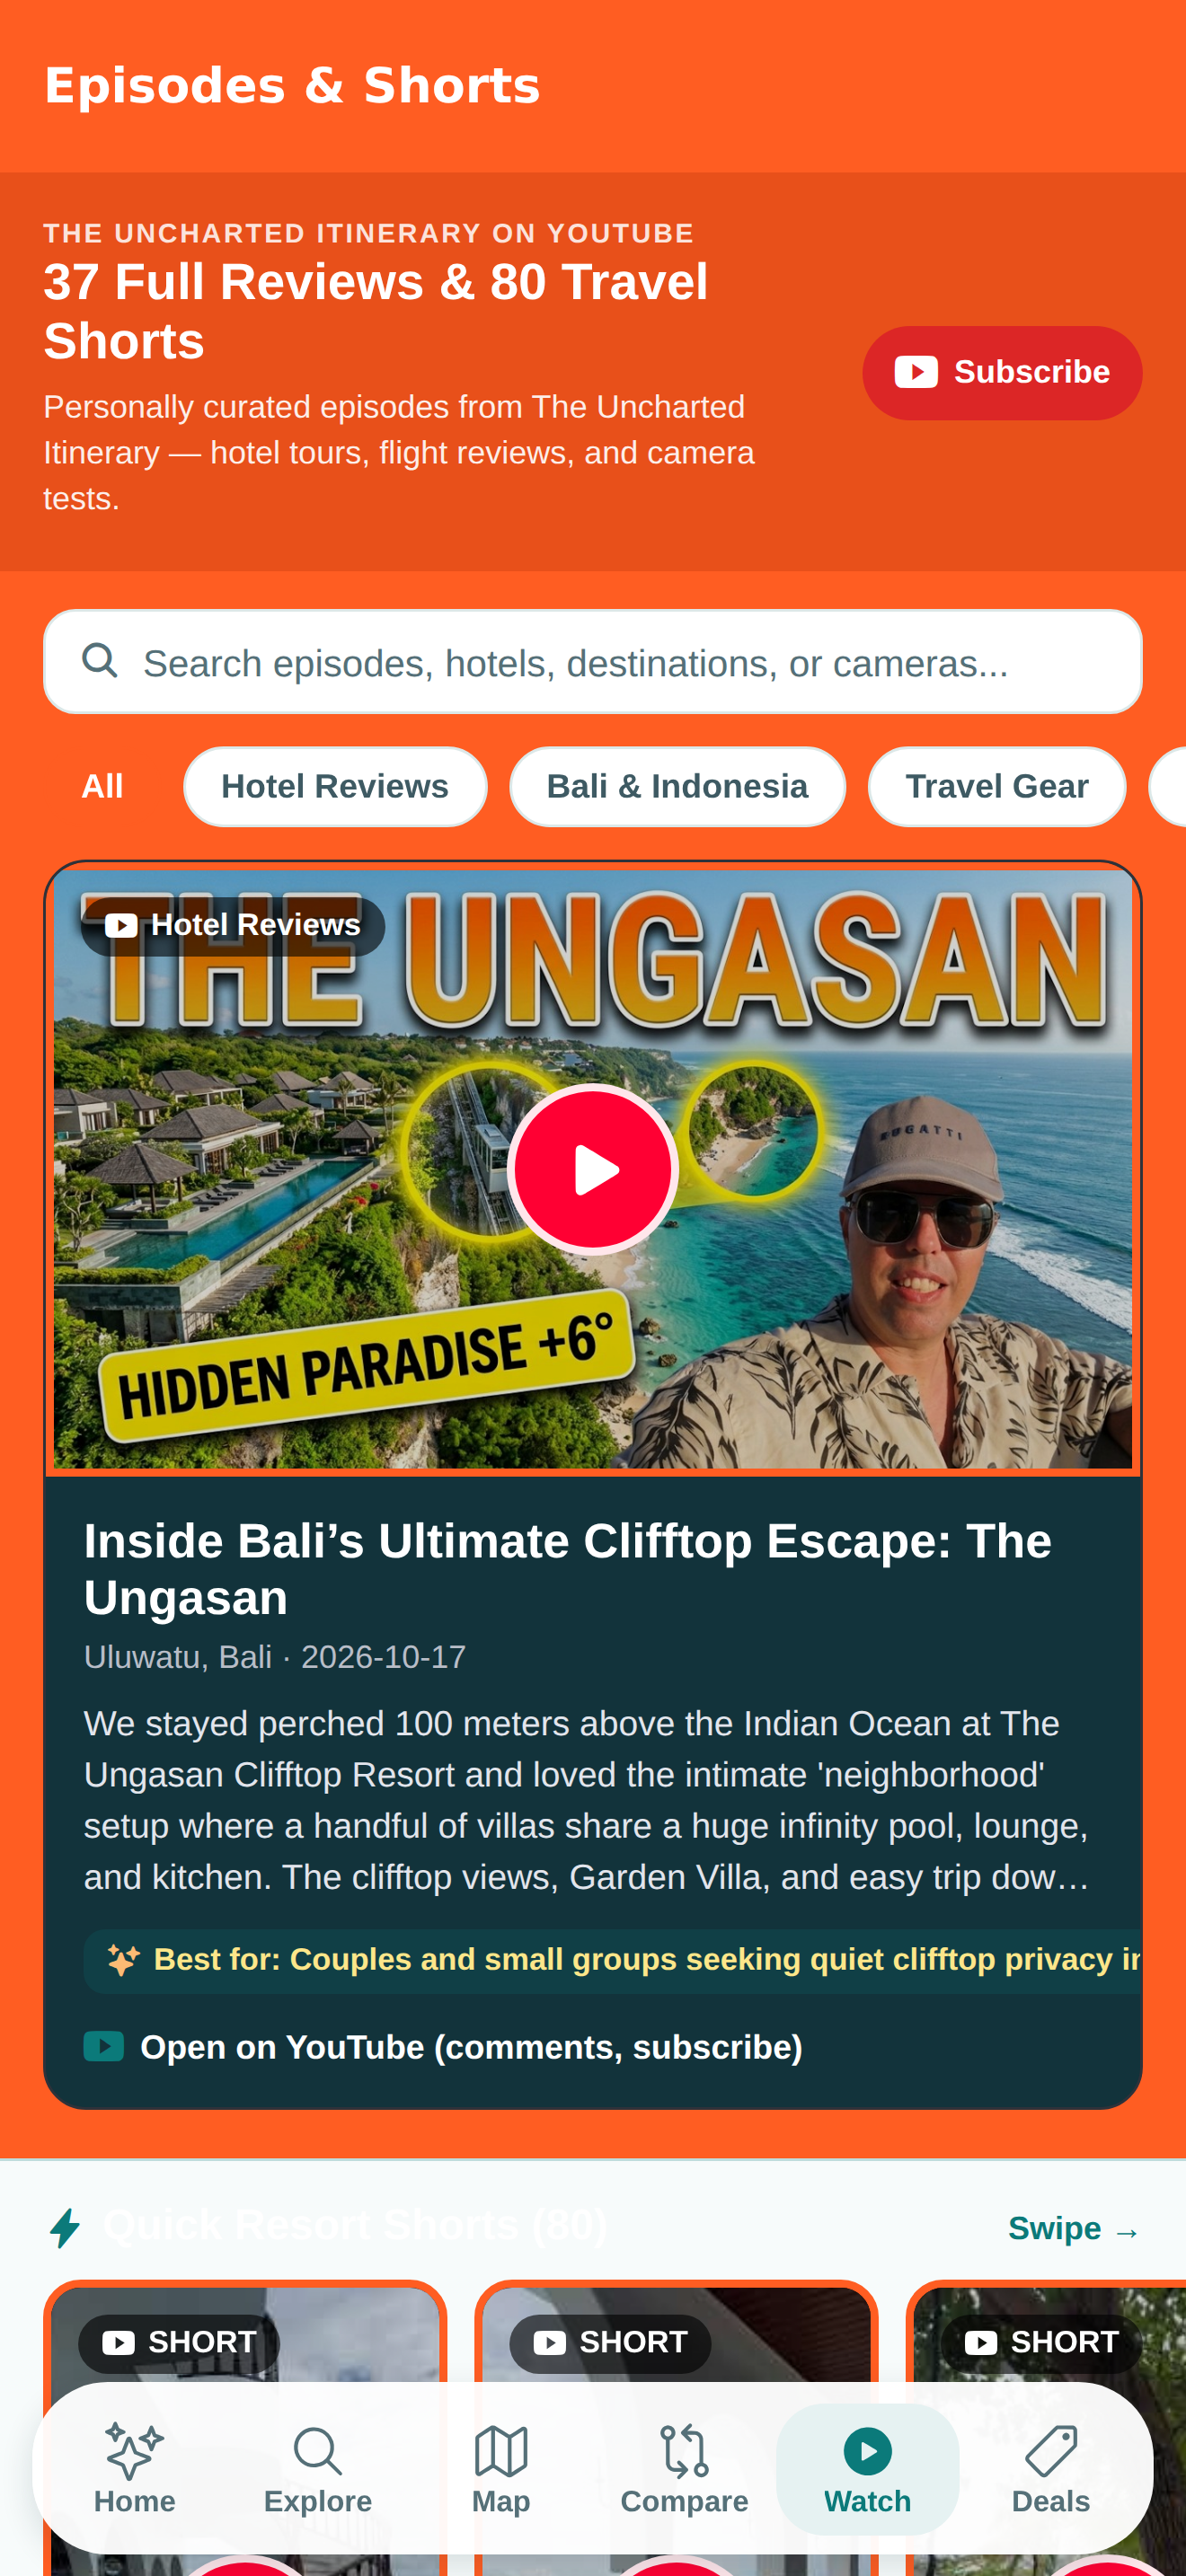 Episodes & Shorts
THE UNCHARTED ITINERARY ON YOUTUBE
37 Full Reviews & 80 Travel
Shorts
Personally curated episodes from The Uncharted
Itinerary — hotel tours, flight reviews, and camera
tests.
Subscribe
Search episodes, hotels, destinations, or cameras...
All
Hotel Reviews
Bali & Indonesia
Travel Gear
Hotel Reviews
THE UNGASAN
BUGATTI
HIDDEN PARADISE +6°
Inside Bali’s Ultimate Clifftop Escape: The
Ungasan
Uluwatu, Bali · 2026-10-17
We stayed perched 100 meters above the Indian Ocean at The
Ungasan Clifftop Resort and loved the intimate 'neighborhood'
setup where a handful of villas share a huge infinity pool, lounge,
and kitchen. The clifftop views, Garden Villa, and easy trip dow…
Best for: Couples and small groups seeking quiet clifftop privacy
Open on YouTube (comments, subscribe)
Quick Resort Shorts (80)
Swipe →
SHORT
SHORT
SHORT
Home
Explore
Map
Compare
Watch
Deals